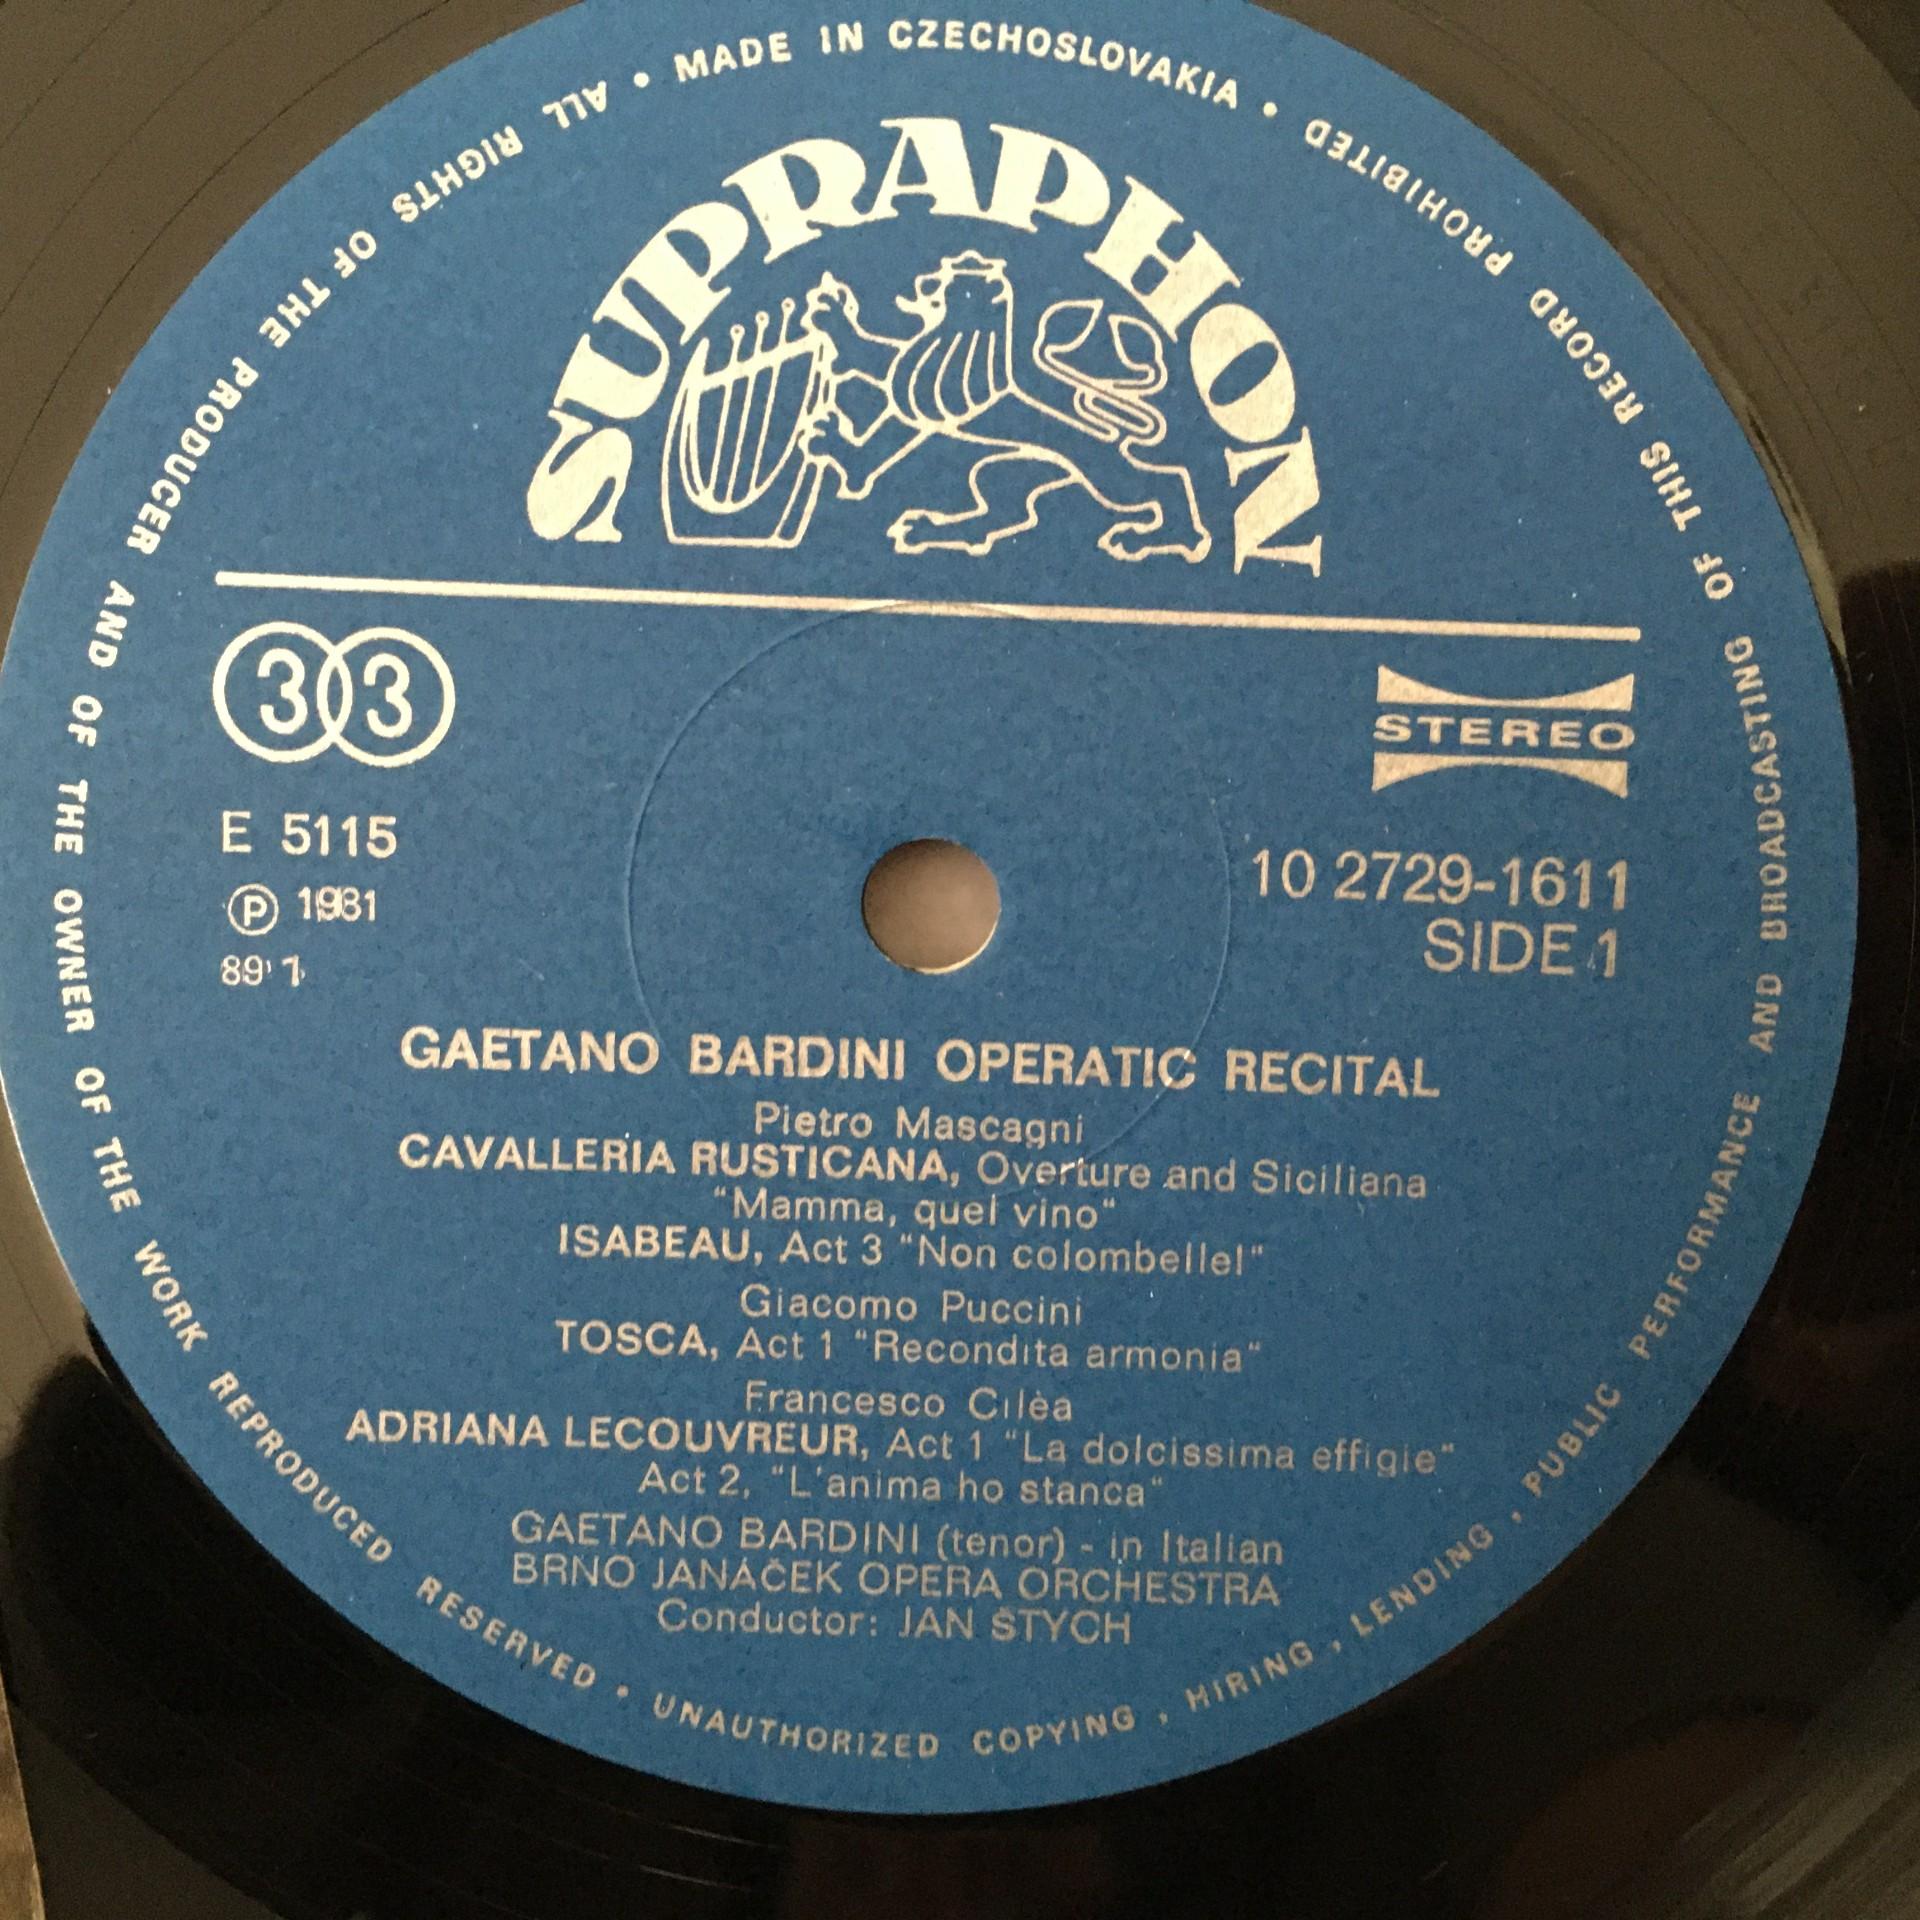 MADE IN CZECHOSLOVAKIA • ALL RIGHTS OF THE PRODUCER AND OF THE OWNER OF THE WORK REPRODUCED RESERVED • UNAUTHORIZED COPYING, HIRING, LENDING, PUBLIC PERFORMANCE AND BROADCASTING OF THIS RECORD PROHIBITED •
SUPRAPHON
33
STEREO
E 5115
℗ 1981
10 2729-1611
SIDE 1
GAETANO BARDINI OPERATIC RECITAL
Pietro Mascagni
CAVALLERIA RUSTICANA, Overture and Siciliana
"Mamma, quel vino"
ISABEAU, Act 3 "Non colombelle!"
Giacomo Puccini
TOSCA, Act 1 "Recondita armonia"
Francesco Cilèa
ADRIANA LECOUVREUR, Act 1 "La dolcissima effigie"
Act 2, "L'anima ho stanca"
GAETANO BARDINI (tenor) - in Italian
BRNO JANÁČEK OPERA ORCHESTRA
Conductor: JAN ŠTYCH